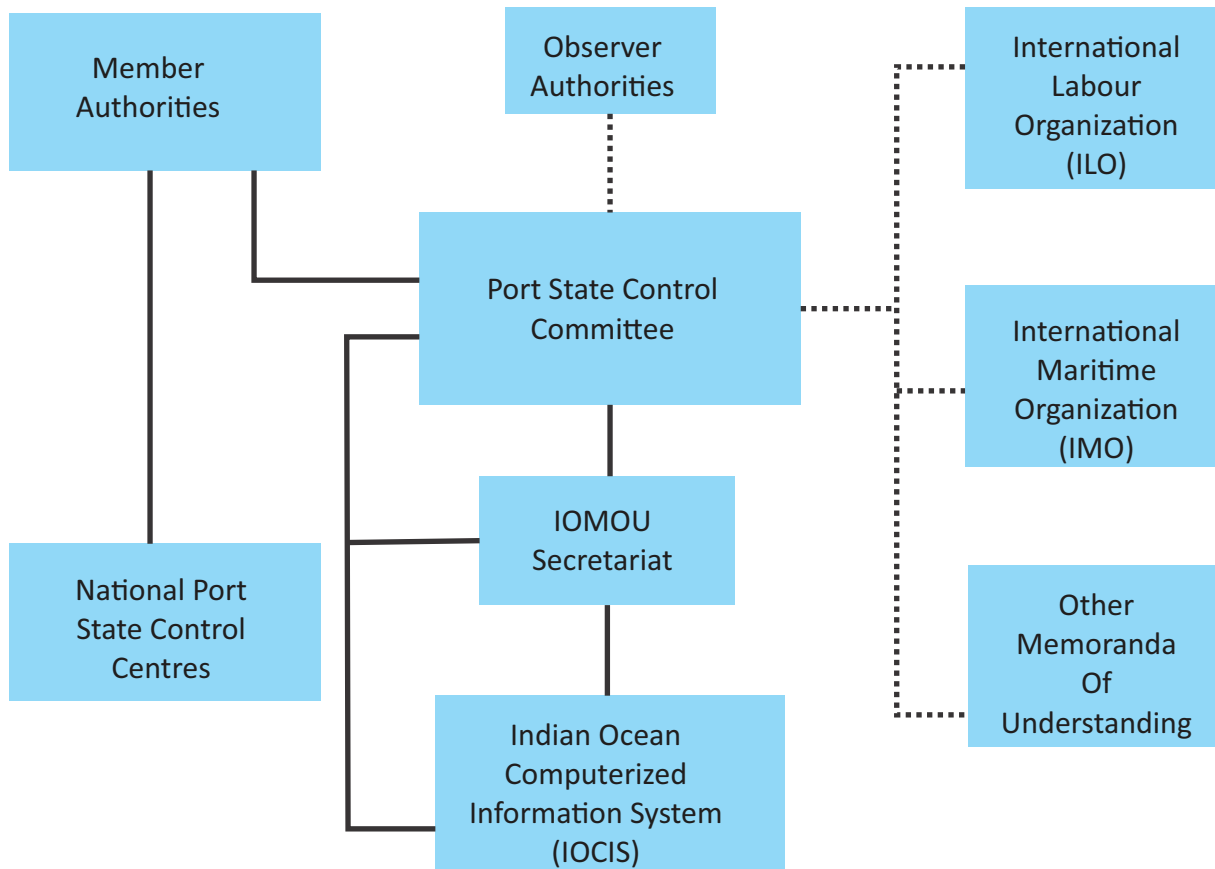 Member
Authorities
Observer
Authorities
International
Labour
Organization
(ILO)
Port State Control
Committee
International
Maritime
Organization
(IMO)
IOMOU
Secretariat
National Port
State Control
Centres
Other
Memoranda
Of
Understanding
Indian Ocean
Computerized
Information System
(IOCIS)